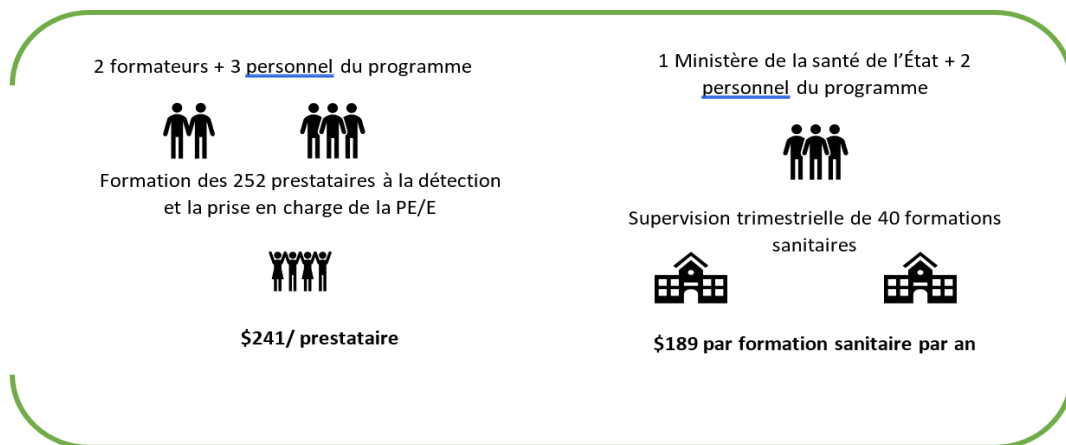 2 formateurs + 3 personnel du programme
Formation des 252 prestataires à la détection
et la prise en charge de la PE/E
$241/ prestataire
1 Ministère de la santé de l’État + 2
personnel du programme
Supervision trimestrielle de 40 formations
sanitaires
$189 par formation sanitaire par an